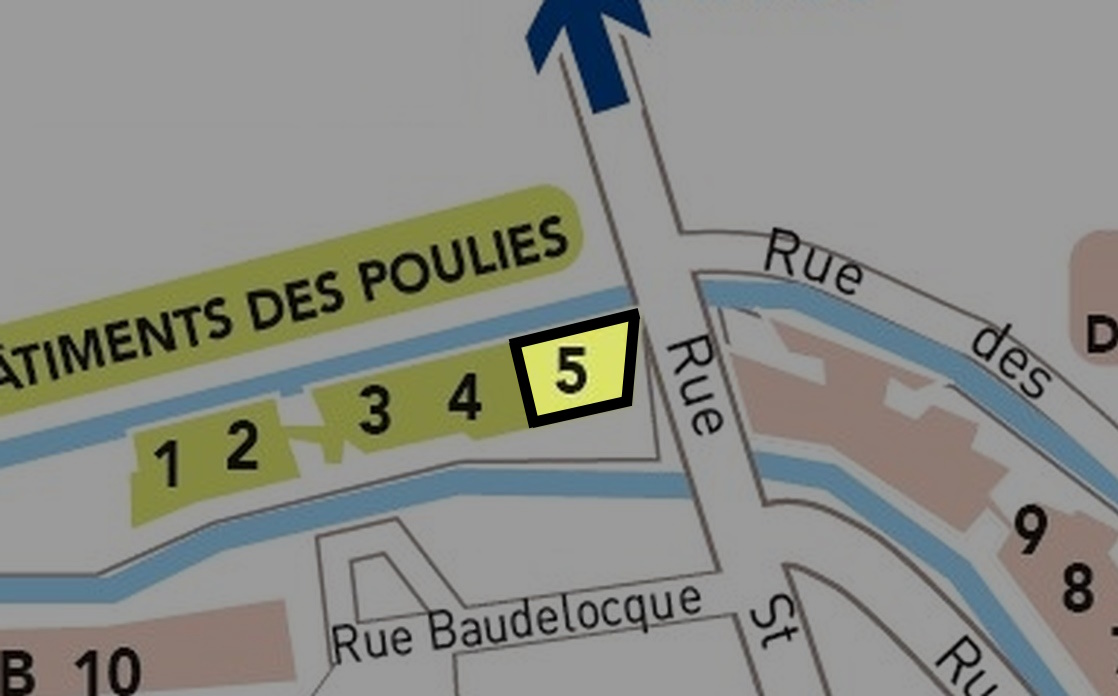 ÂTIMENTS DES POULIES
Rue
des
D
5
Rue
3 4
1 2
9
8
Rue Baudelocque
St
Ru
B 10